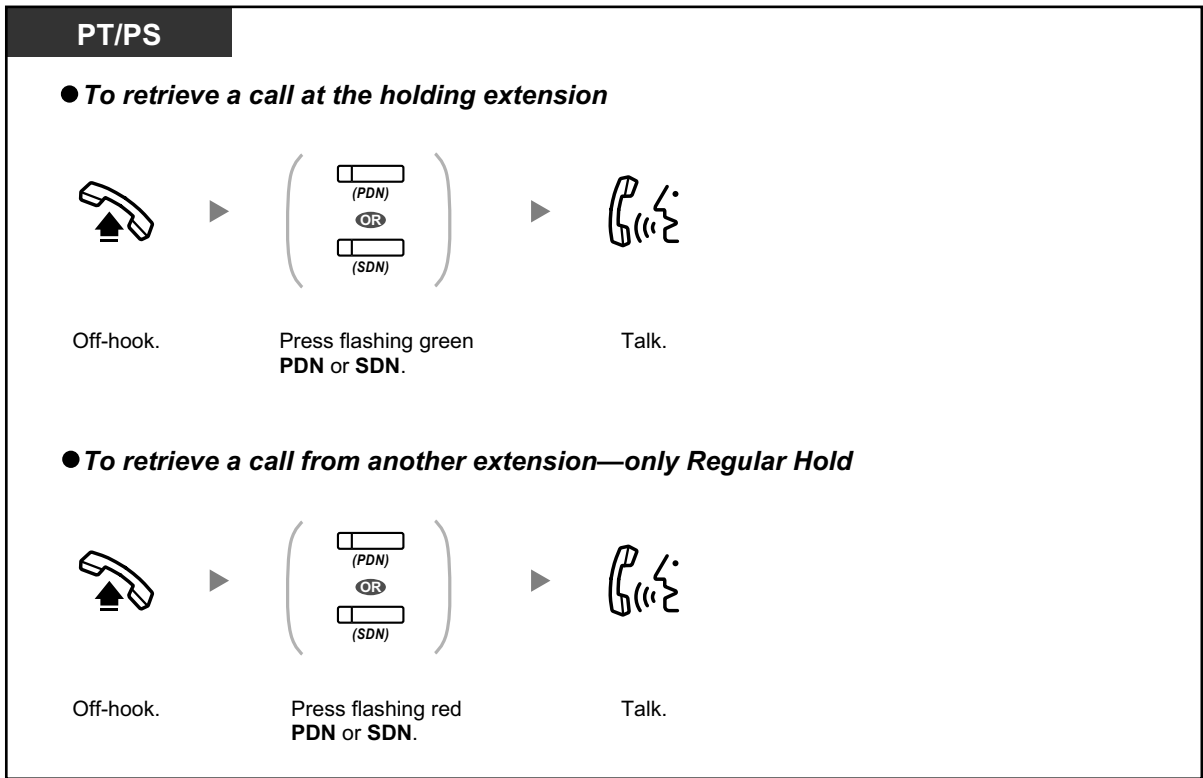 PT/PS
● To retrieve a call at the holding extension
(PDN)
OR
(SDN)
Off-hook.
Press flashing green
PDN or SDN.
Talk.
● To retrieve a call from another extension—only Regular Hold
(PDN)
OR
(SDN)
Off-hook.
Press flashing red
PDN or SDN.
Talk.